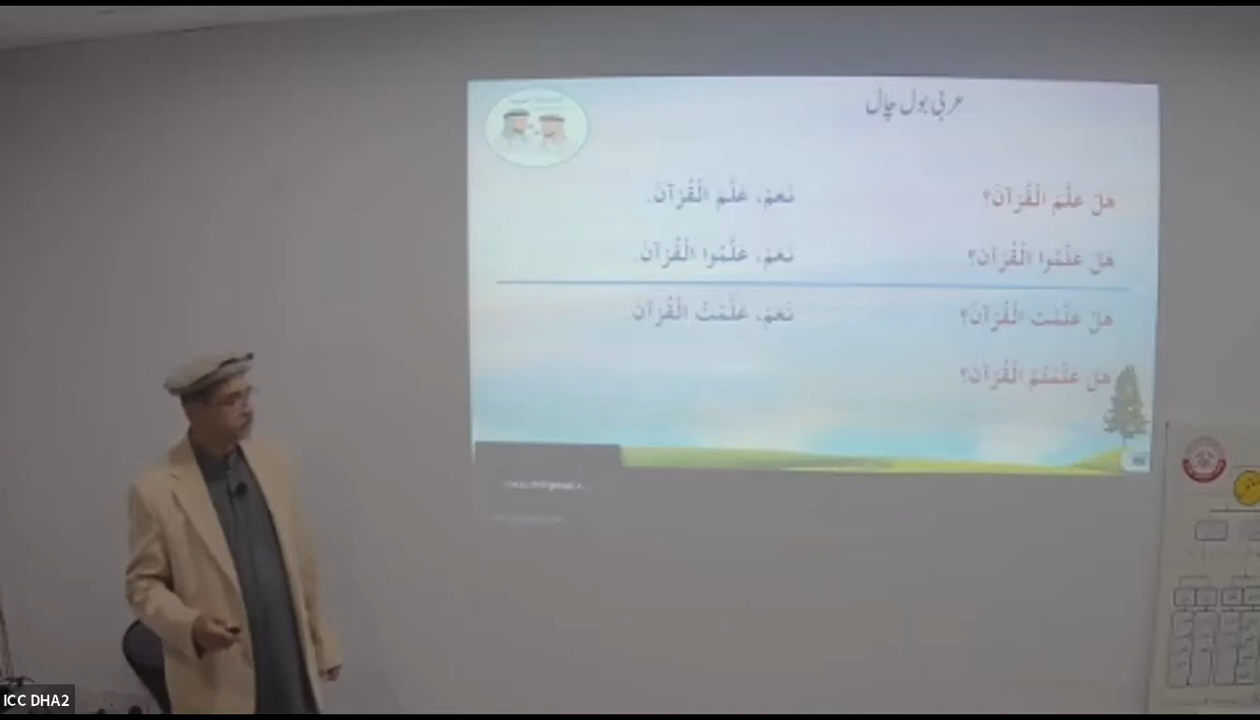 عربی بول چال
هَلْ عَلَّمَ الْقُرْآنَ؟ نَعَمْ، عَلَّمَ الْقُرْآنَ.
هَلْ عَلَّمُوا الْقُرْآنَ؟ نَعَمْ، عَلَّمُوا الْقُرْآنَ.
هَلْ عَلَّمْتَ الْقُرْآنَ؟ نَعَمْ، عَلَّمْتُ الْقُرْآنَ
هَلْ عَلَّمْتُمُ الْقُرْآنَ؟
ICC DHA2